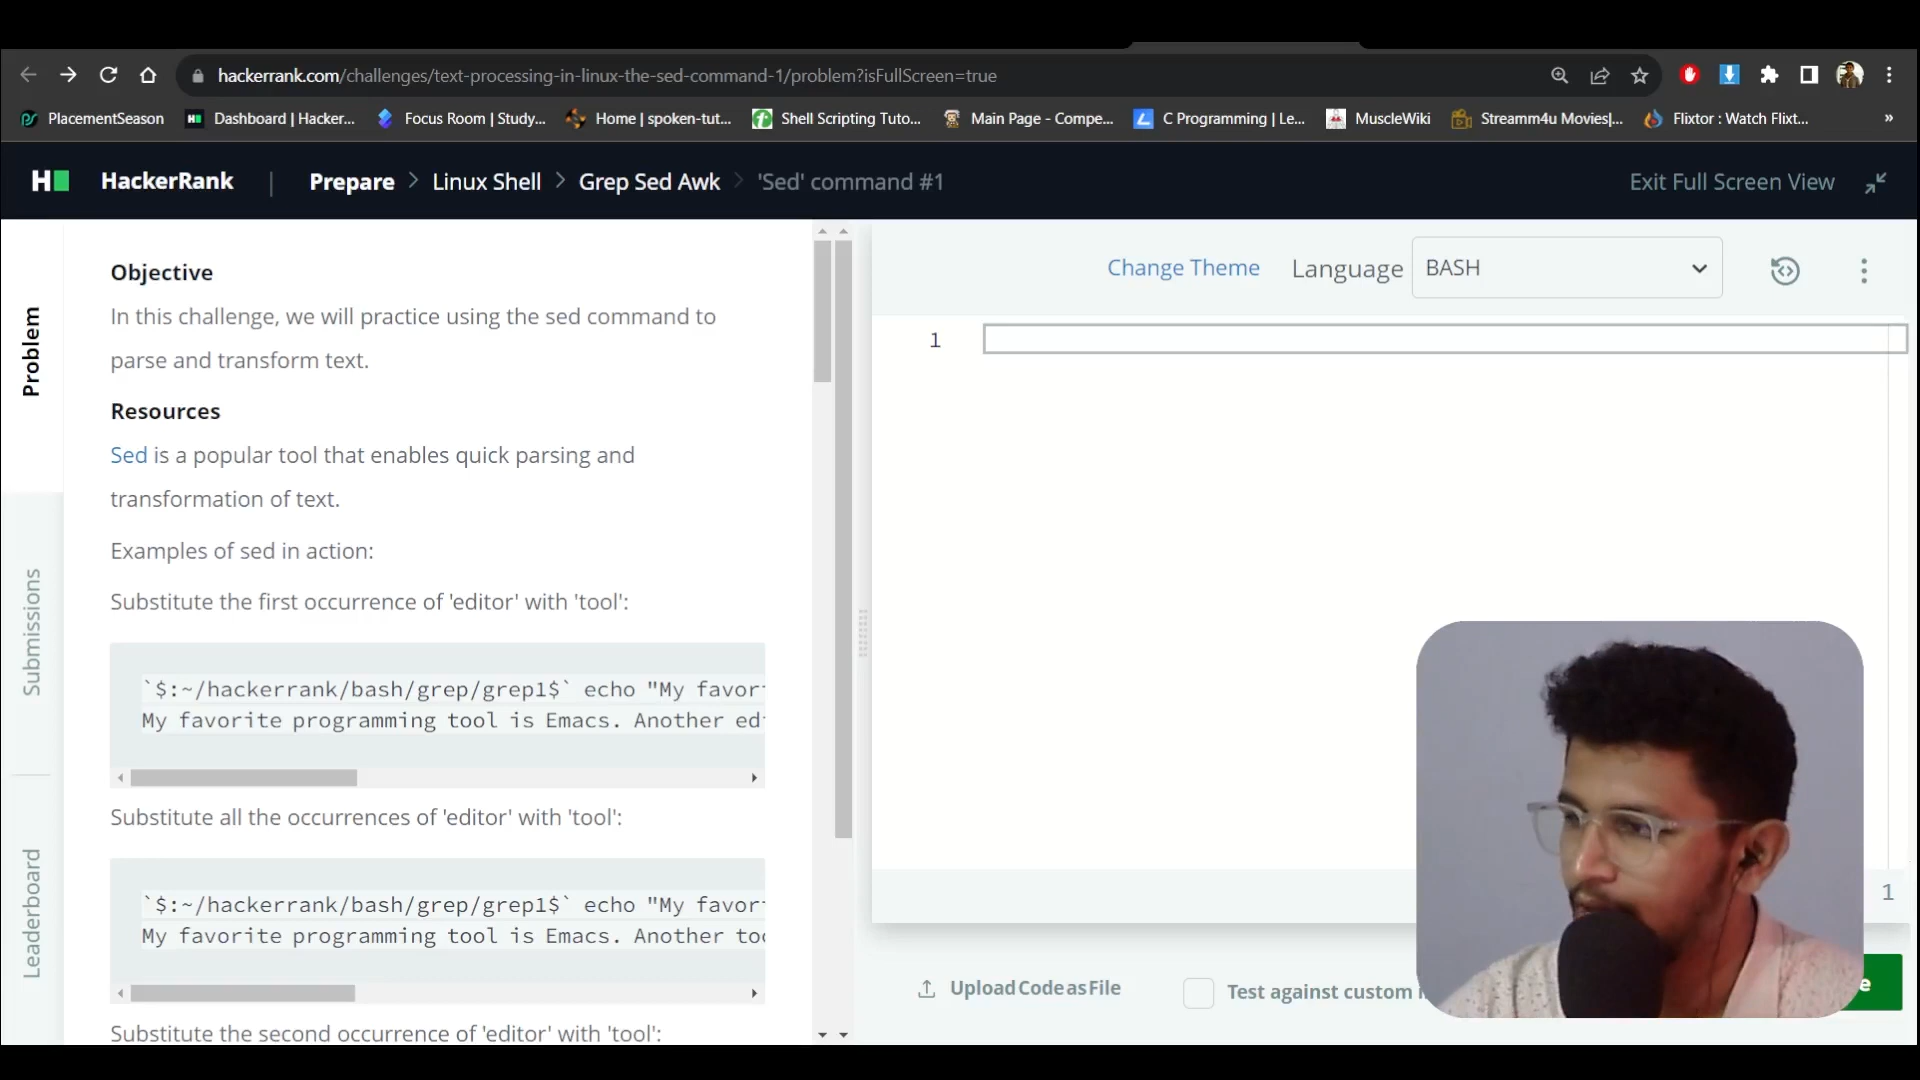 hackerrank.com/challenges/text-processing-in-linux-the-sed-command-1/problem?isFullScreen=true
PlacementSeason
Dashboard | Hacker...
Focus Room | Study...
Home | spoken-tut...
Shell Scripting Tuto...
Main Page - Compe...
C Programming | Le...
MuscleWiki
Streamm4u Movies|...
Flixtor : Watch Flixt...
»
H
HackerRank | Prepare > Linux Shell > Grep Sed Awk > 'Sed' command #1
Exit Full Screen View
Problem
Submissions
Leaderboard
Objective
In this challenge, we will practice using the sed command to
parse and transform text.
Resources
Sed is a popular tool that enables quick parsing and
transformation of text.
Examples of sed in action:
Substitute the first occurrence of 'editor' with 'tool':
`$:~/hackerrank/bash/grep/grep1$` echo "My favor
My favorite programming tool is Emacs. Another ed
Substitute all the occurrences of 'editor' with 'tool':
`$:~/hackerrank/bash/grep/grep1$` echo "My favor
My favorite programming tool is Emacs. Another too
Substitute the second occurrence of 'editor' with 'tool':
Change Theme
Language
BASH
1
1
Upload Code as File
Test against custom
e